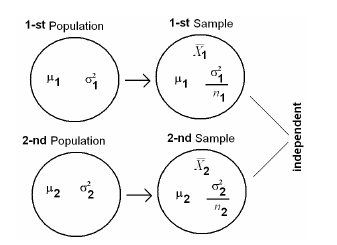 1-st Population
1-st Sample
μ₁ σ₁²
X̄₁
μ₁ σ₁²/n₁
2-nd Population
2-nd Sample
μ₂ σ₂²
X̄₂
μ₂ σ₂²/n₂
independent